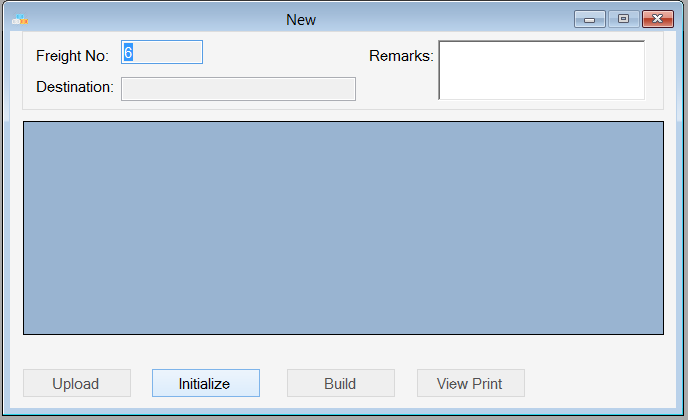 New
Freight No: 6
Remarks:
Destination:
Upload
Initialize
Build
View Print